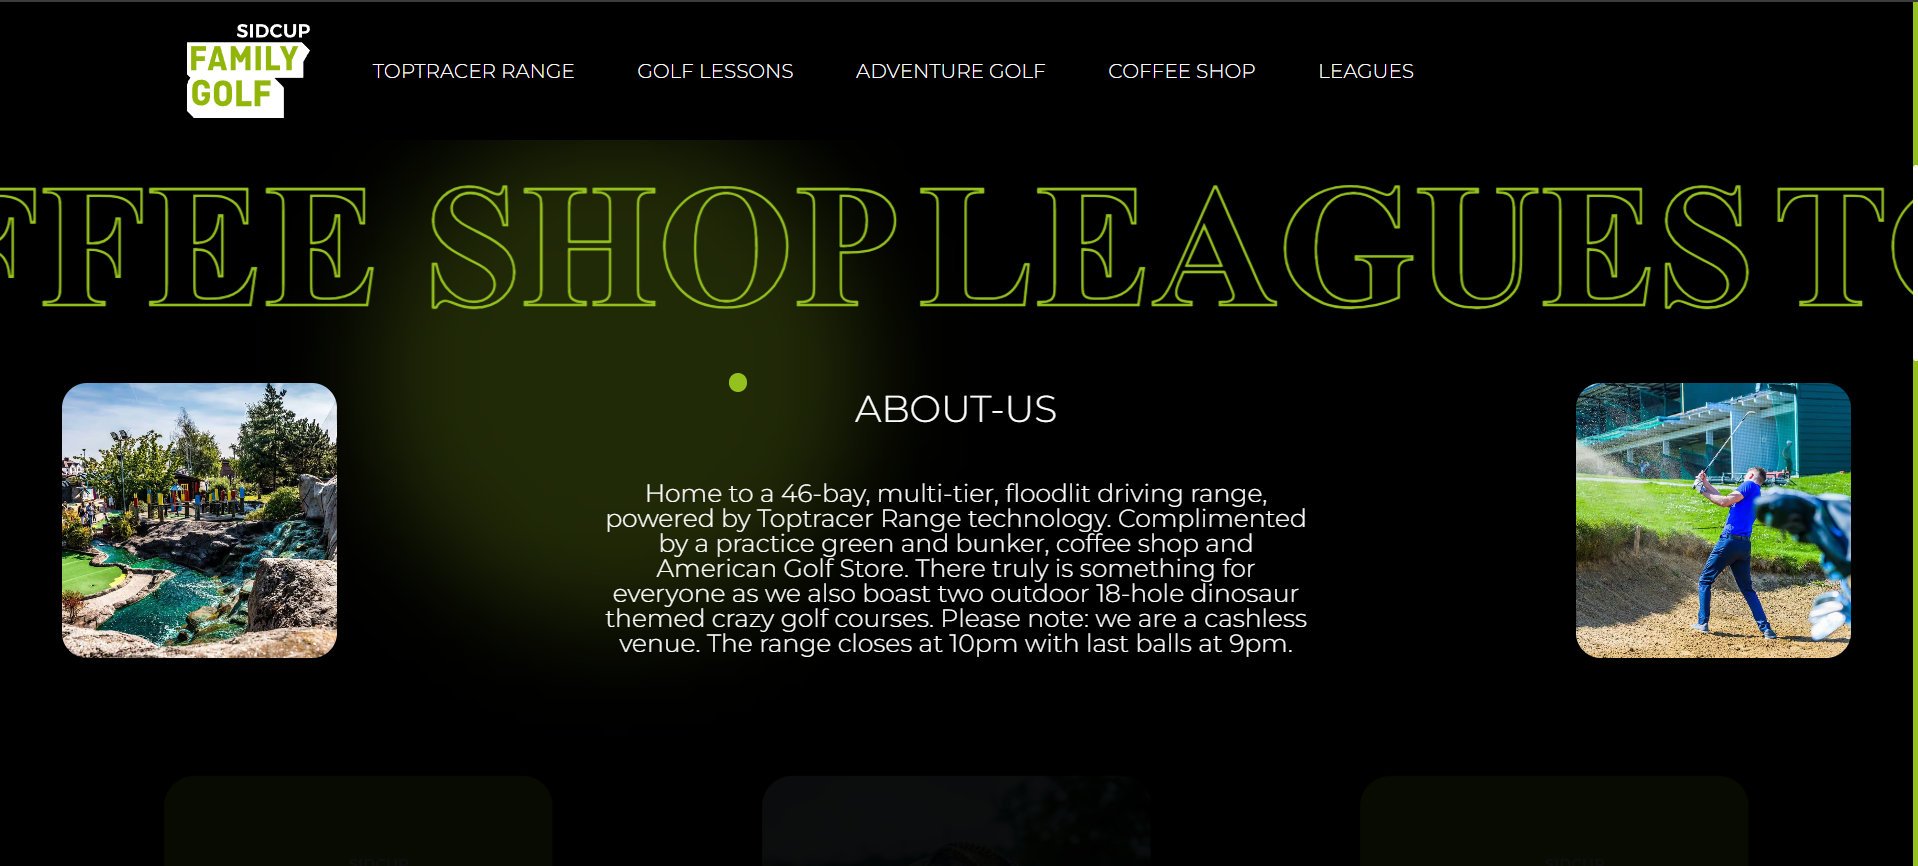 SIDCUP
FAMILY
GOLF
TOPTRACER RANGE
GOLF LESSONS
ADVENTURE GOLF
COFFEE SHOP
LEAGUES
FFEE SHOP LEAGUES TO
ABOUT-US
Home to a 46-bay, multi-tier, floodlit driving range,
powered by Toptracer Range technology. Complimented
by a practice green and bunker, coffee shop and
American Golf Store. There truly is something for
everyone as we also boast two outdoor 18-hole dinosaur
themed crazy golf courses. Please note: we are a cashless
venue. The range closes at 10pm with last balls at 9pm.